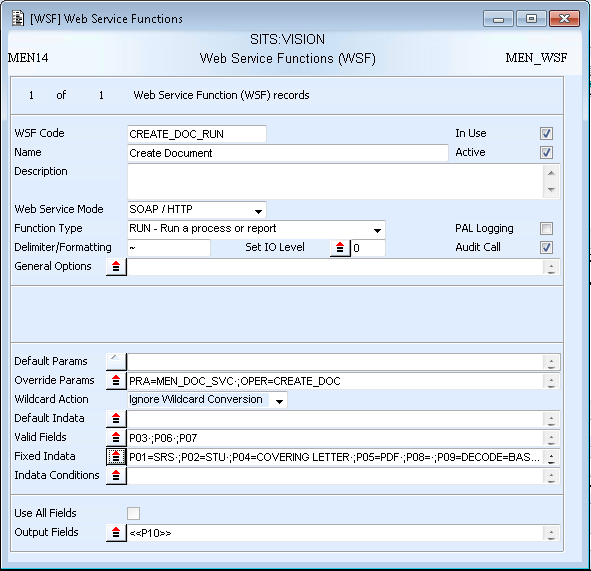 [WSF] Web Service Functions
SITS:VISION
MEN14 Web Service Functions (WSF) MEN_WSF
1 of 1 Web Service Function (WSF) records
WSF Code CREATE_DOC_RUN In Use
Name Create Document Active
Description
Web Service Mode SOAP / HTTP
Function Type RUN - Run a process or report PAL Logging
Delimiter/Formatting ~ Set IO Level 0 Audit Call
General Options
Default Params
Override Params PRA=MEN_DOC_SVC·;OPER=CREATE_DOC
Wildcard Action Ignore Wildcard Conversion
Default Indata
Valid Fields P03·;P06·;P07
Fixed Indata P01=SRS·;P02=STU·;P04=COVERING LETTER·;P05=PDF·;P08=·;P09=DECODE=BAS...
Indata Conditions
Use All Fields
Output Fields <<P10>>